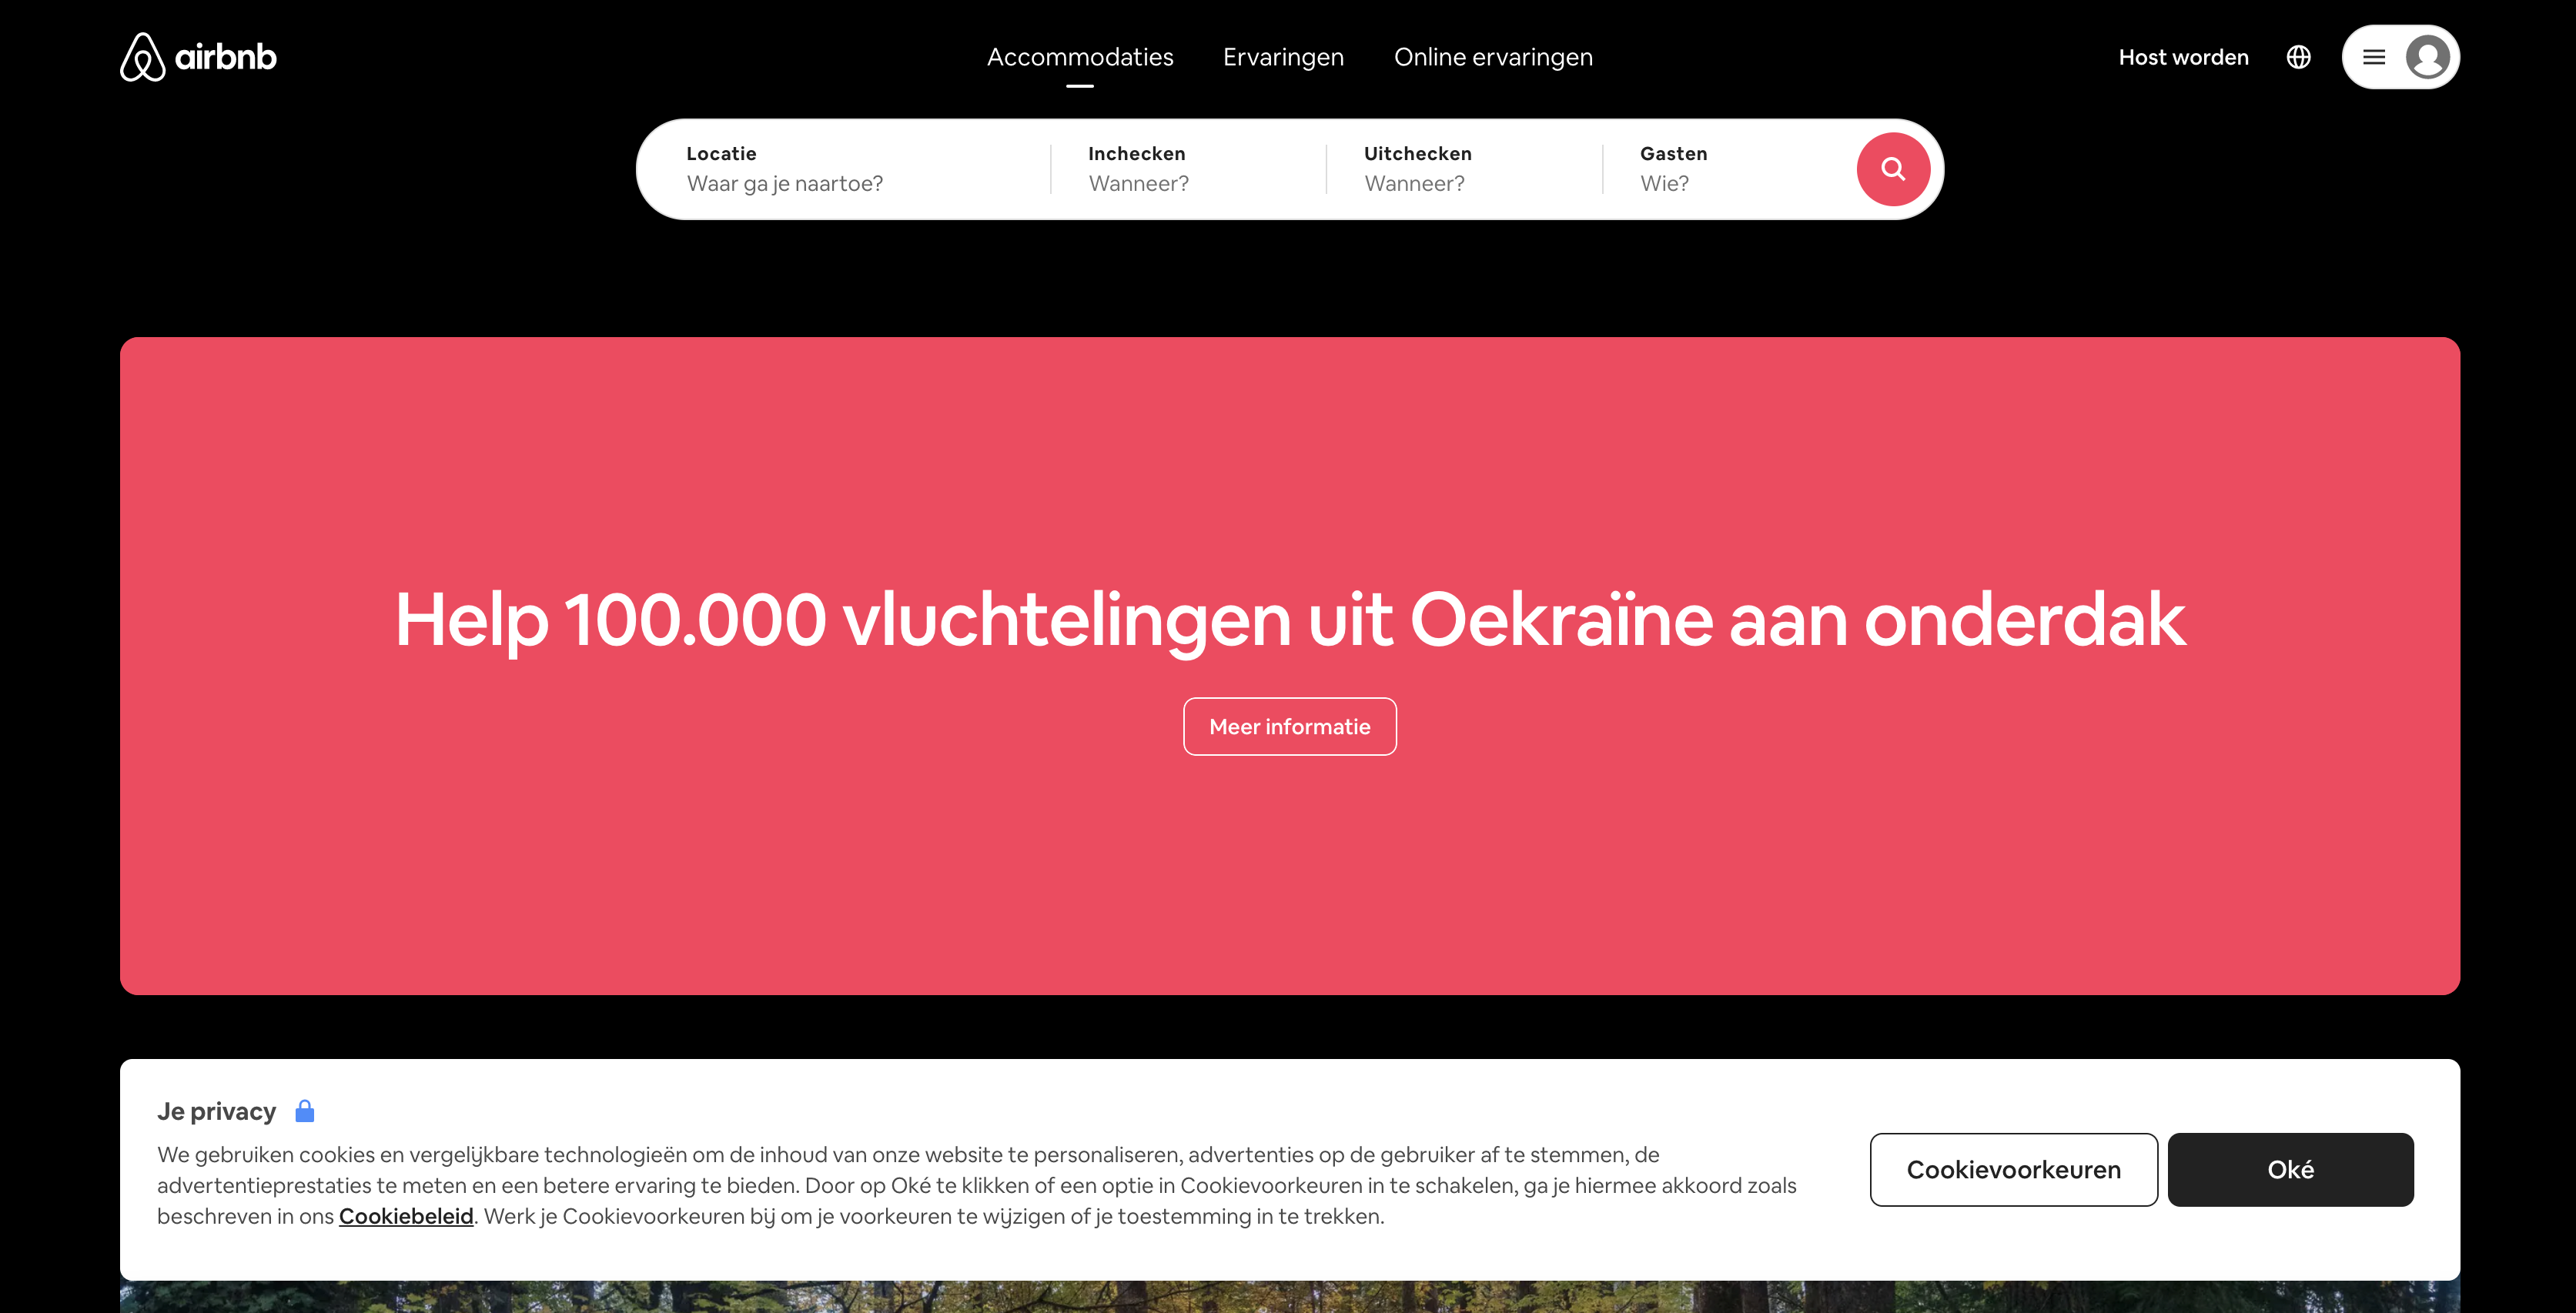 airbnb
Accommodaties
Ervaringen
Online ervaringen
Host worden
Locatie
Waar ga je naartoe?
Inchecken
Wanneer?
Uitchecken
Wanneer?
Gasten
Wie?
Help 100.000 vluchtelingen uit Oekraïne aan onderdak
Meer informatie
Je privacy
We gebruiken cookies en vergelijkbare technologieën om de inhoud van onze website te personaliseren, advertenties op de gebruiker af te stemmen, de
advertentieprestaties te meten en een betere ervaring te bieden. Door op Oké te klikken of een optie in Cookievoorkeuren in te schakelen, ga je hiermee akkoord zoals
beschreven in ons Cookiebeleid. Werk je Cookievoorkeuren bij om je voorkeuren te wijzigen of je toestemming in te trekken.
Cookievoorkeuren
Oké